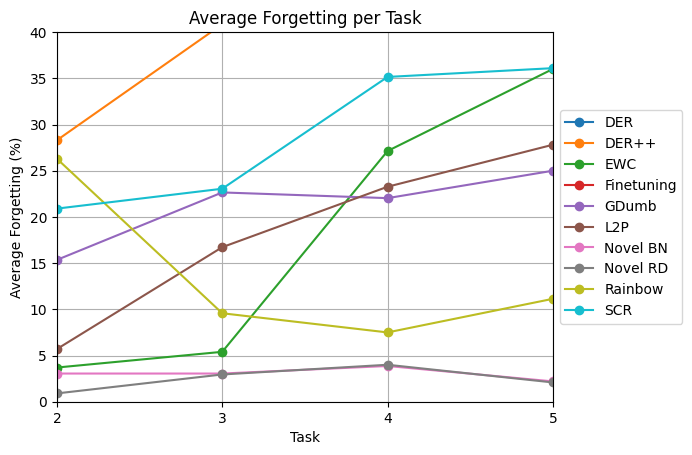 Average Forgetting per Task
40
35
30
25
20
15
10
5
0
Average Forgetting (%)
2
3
4
5
Task
DER
DER++
EWC
Finetuning
GDumb
L2P
Novel BN
Novel RD
Rainbow
SCR